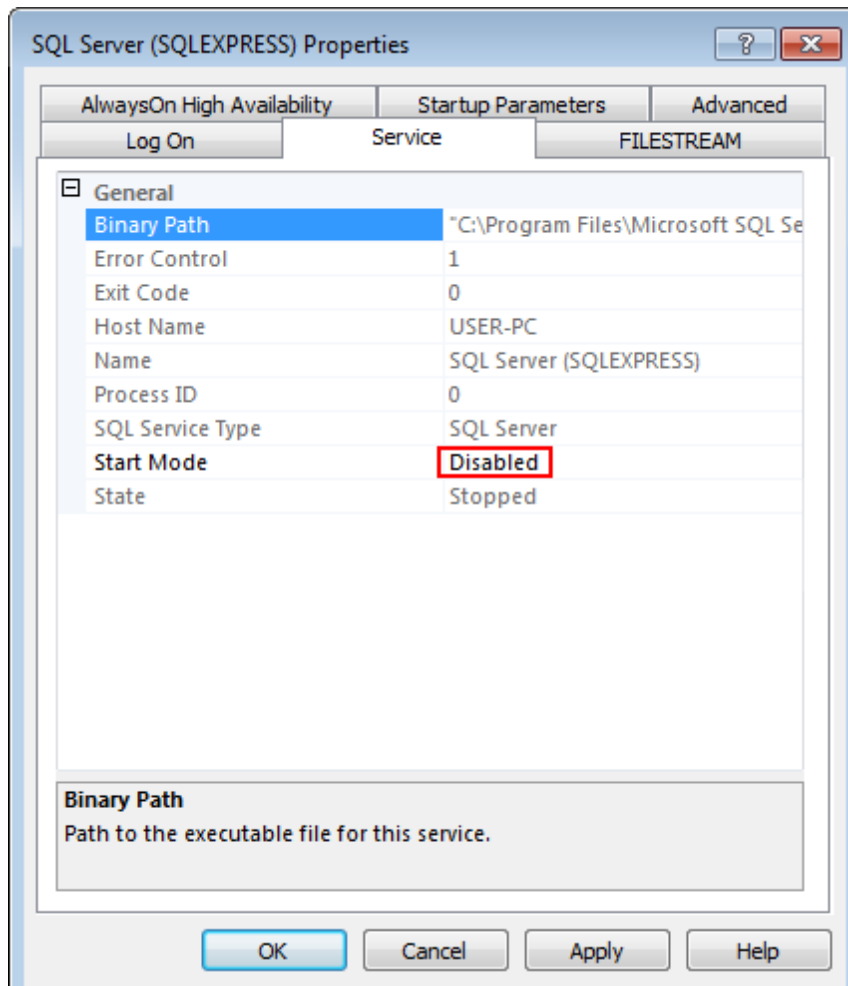 SQL Server (SQLEXPRESS) Properties
AlwaysOn High Availability Startup Parameters Advanced
Log On Service FILESTREAM
General
Binary Path "C:\Program Files\Microsoft SQL Se
Error Control 1
Exit Code 0
Host Name USER-PC
Name SQL Server (SQLEXPRESS)
Process ID 0
SQL Service Type SQL Server
Start Mode Disabled
State Stopped
Binary Path
Path to the executable file for this service.
OK Cancel Apply Help